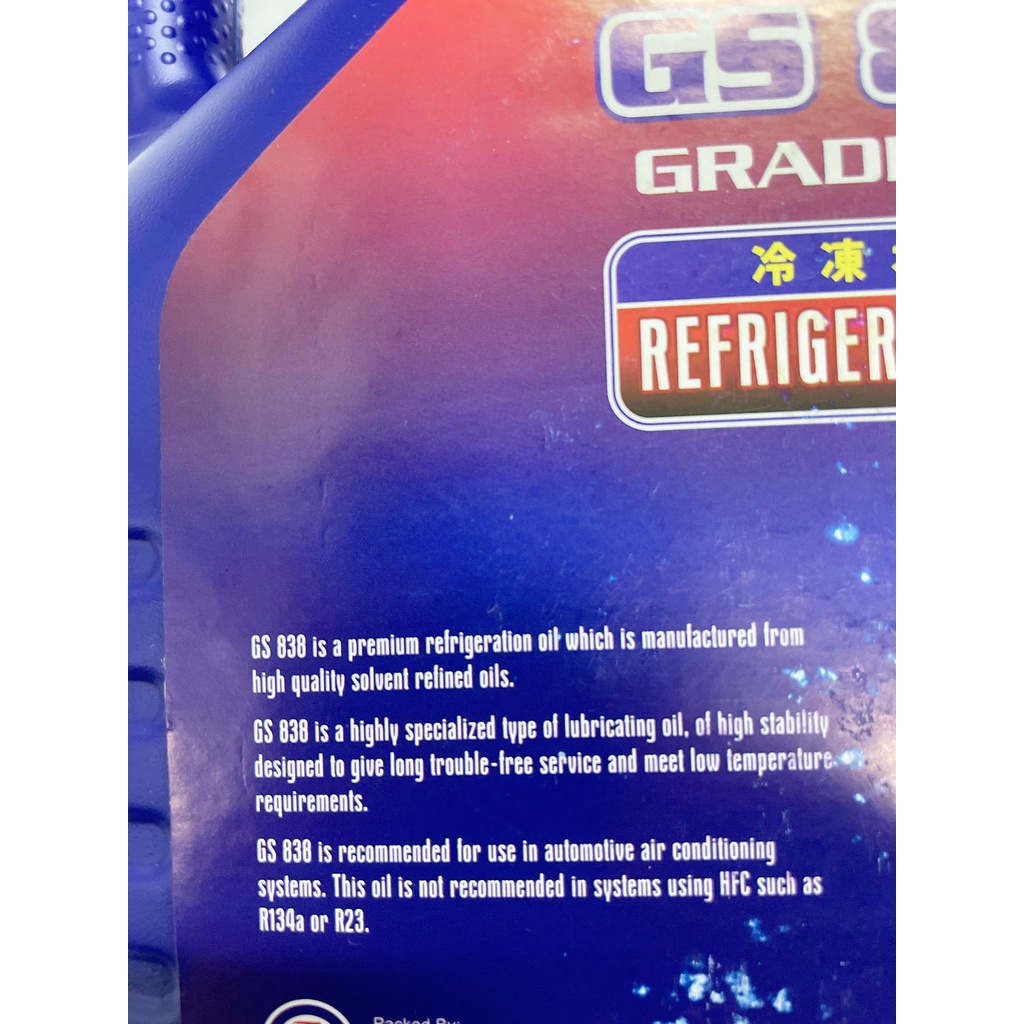 GS 8
GRAD
冷凍
REFRIGER
GS 838 is a premium refrigeration oil which is manufactured from
high quality solvent refined oils.
GS 838 is a highly specialized type of lubricating oil, of high stability
designed to give long trouble-free service and meet low temperature
requirements.
GS 838 is recommended for use in automotive air conditioning
systems. This oil is not recommended in systems using HFC such as
R134a or R23.
Packed By: